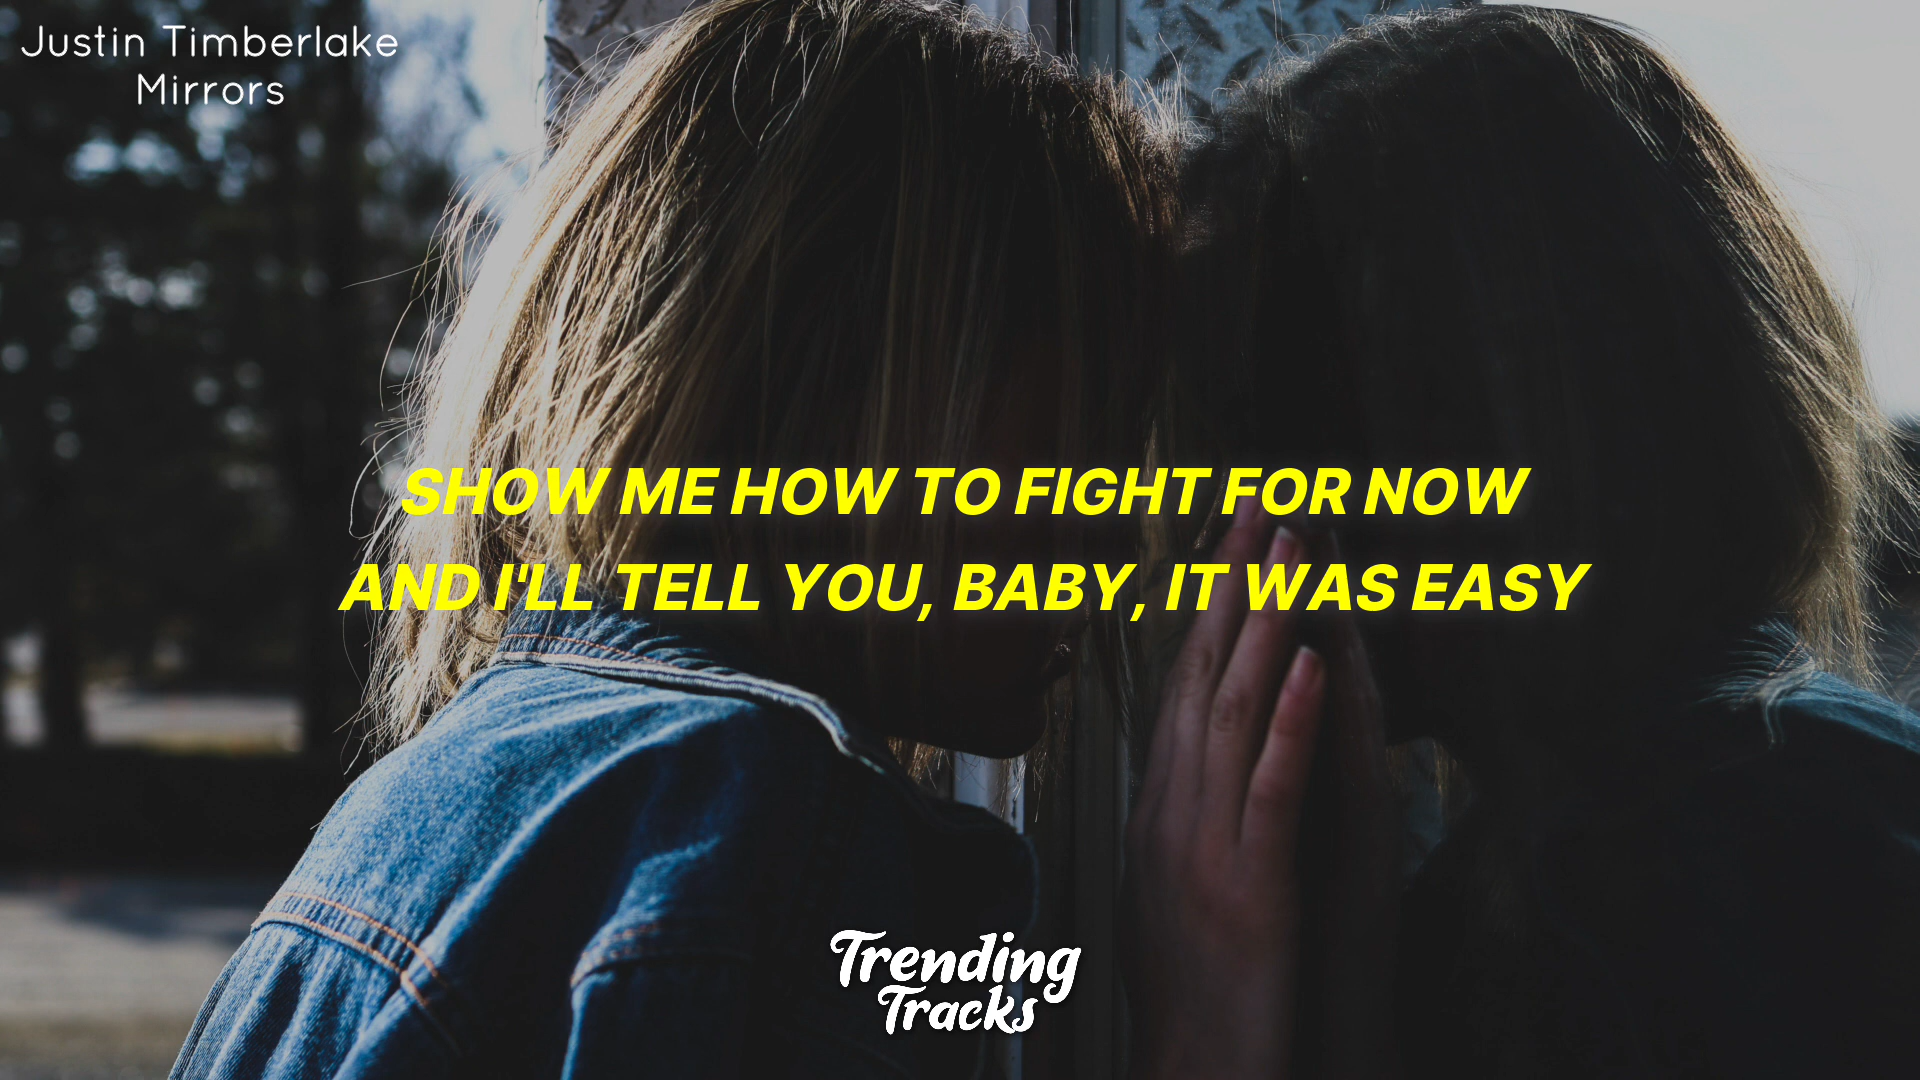 Justin Timberlake
Mirrors
SHOW ME HOW TO FIGHT FOR NOW
AND I'LL TELL YOU, BABY, IT WAS EASY
Trending
Tracks